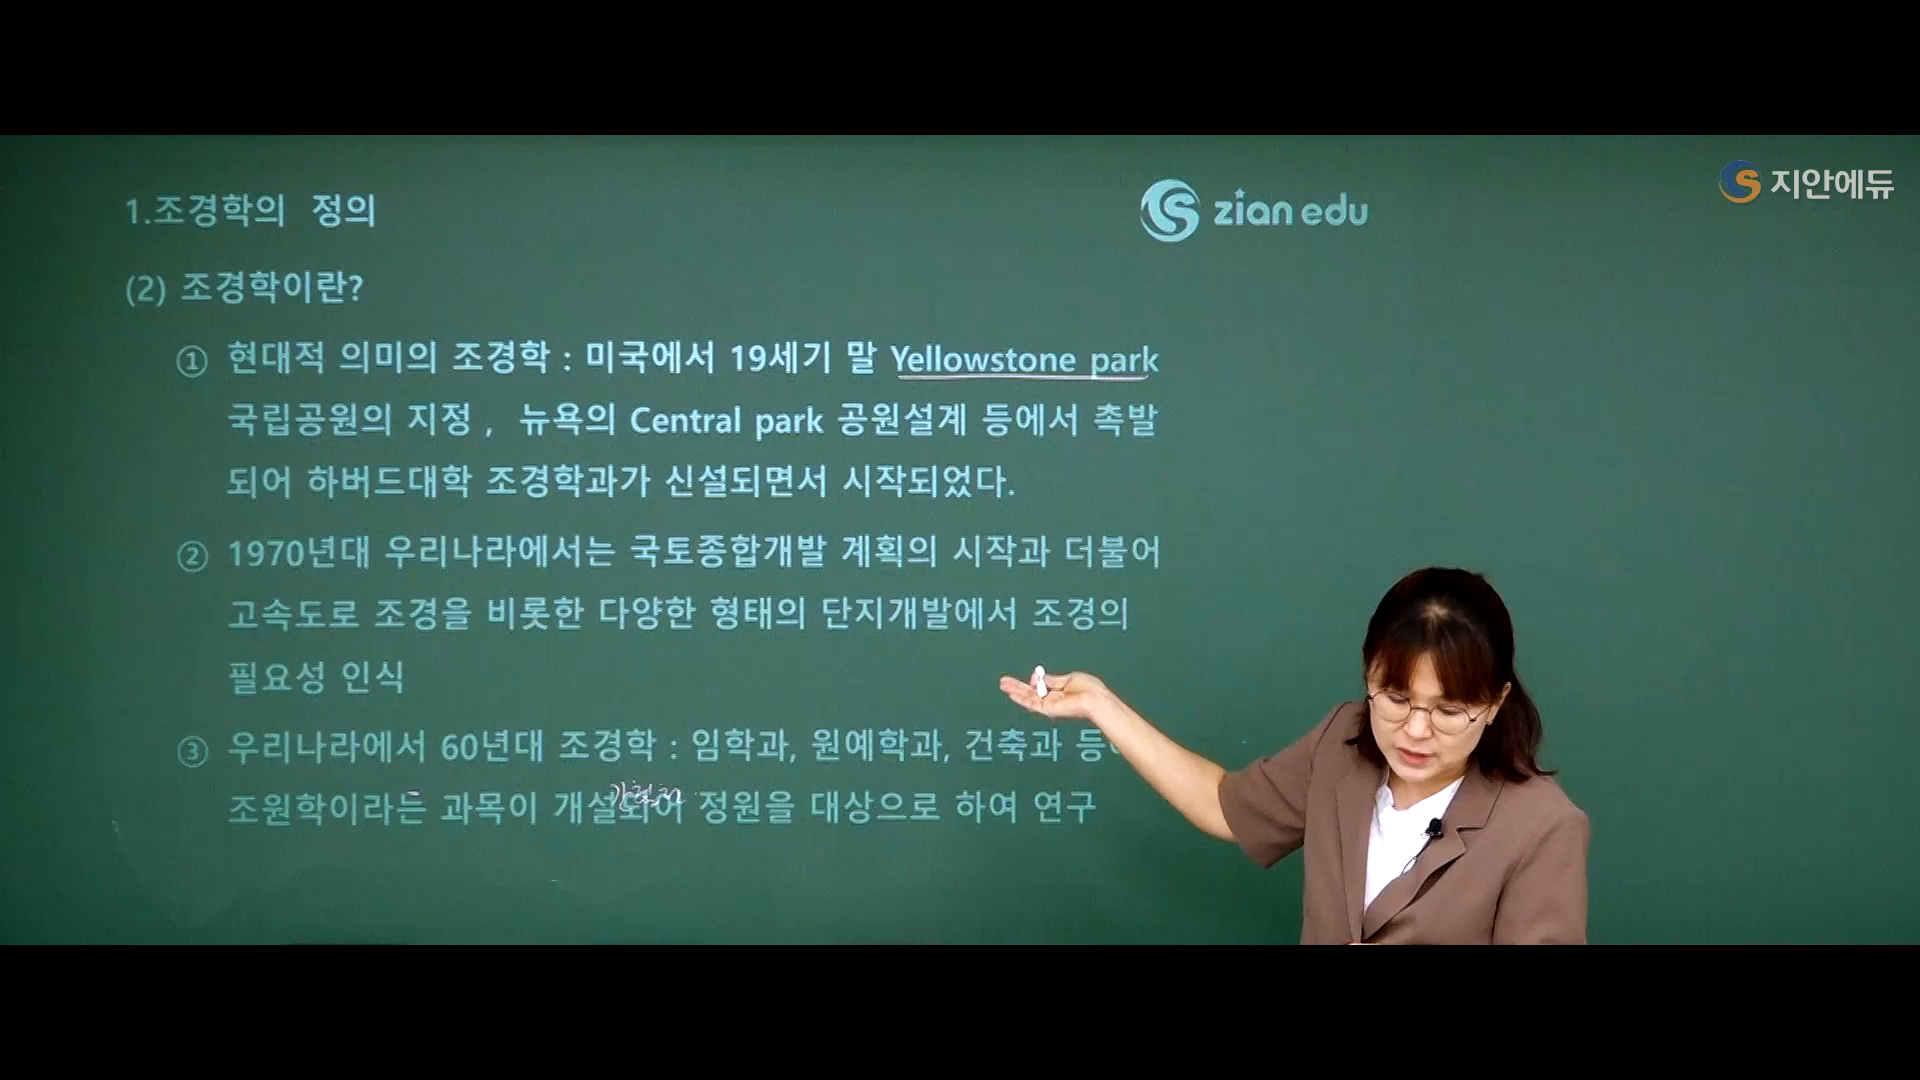 1.조경학의 정의
zian edu
지안에듀
(2) 조경학이란?
① 현대적 의미의 조경학 : 미국에서 19세기 말 Yellowstone park
국립공원의 지정 , 뉴욕의 Central park 공원설계 등에서 촉발
되어 하버드대학 조경학과가 신설되면서 시작되었다.
② 1970년대 우리나라에서는 국토종합개발 계획의 시작과 더불어
고속도로 조경을 비롯한 다양한 형태의 단지개발에서 조경의
필요성 인식
③ 우리나라에서 60년대 조경학 : 임학과, 원예학과, 건축과 등
조원학이라는 과목이 개설되어 정원을 대상으로 하여 연구